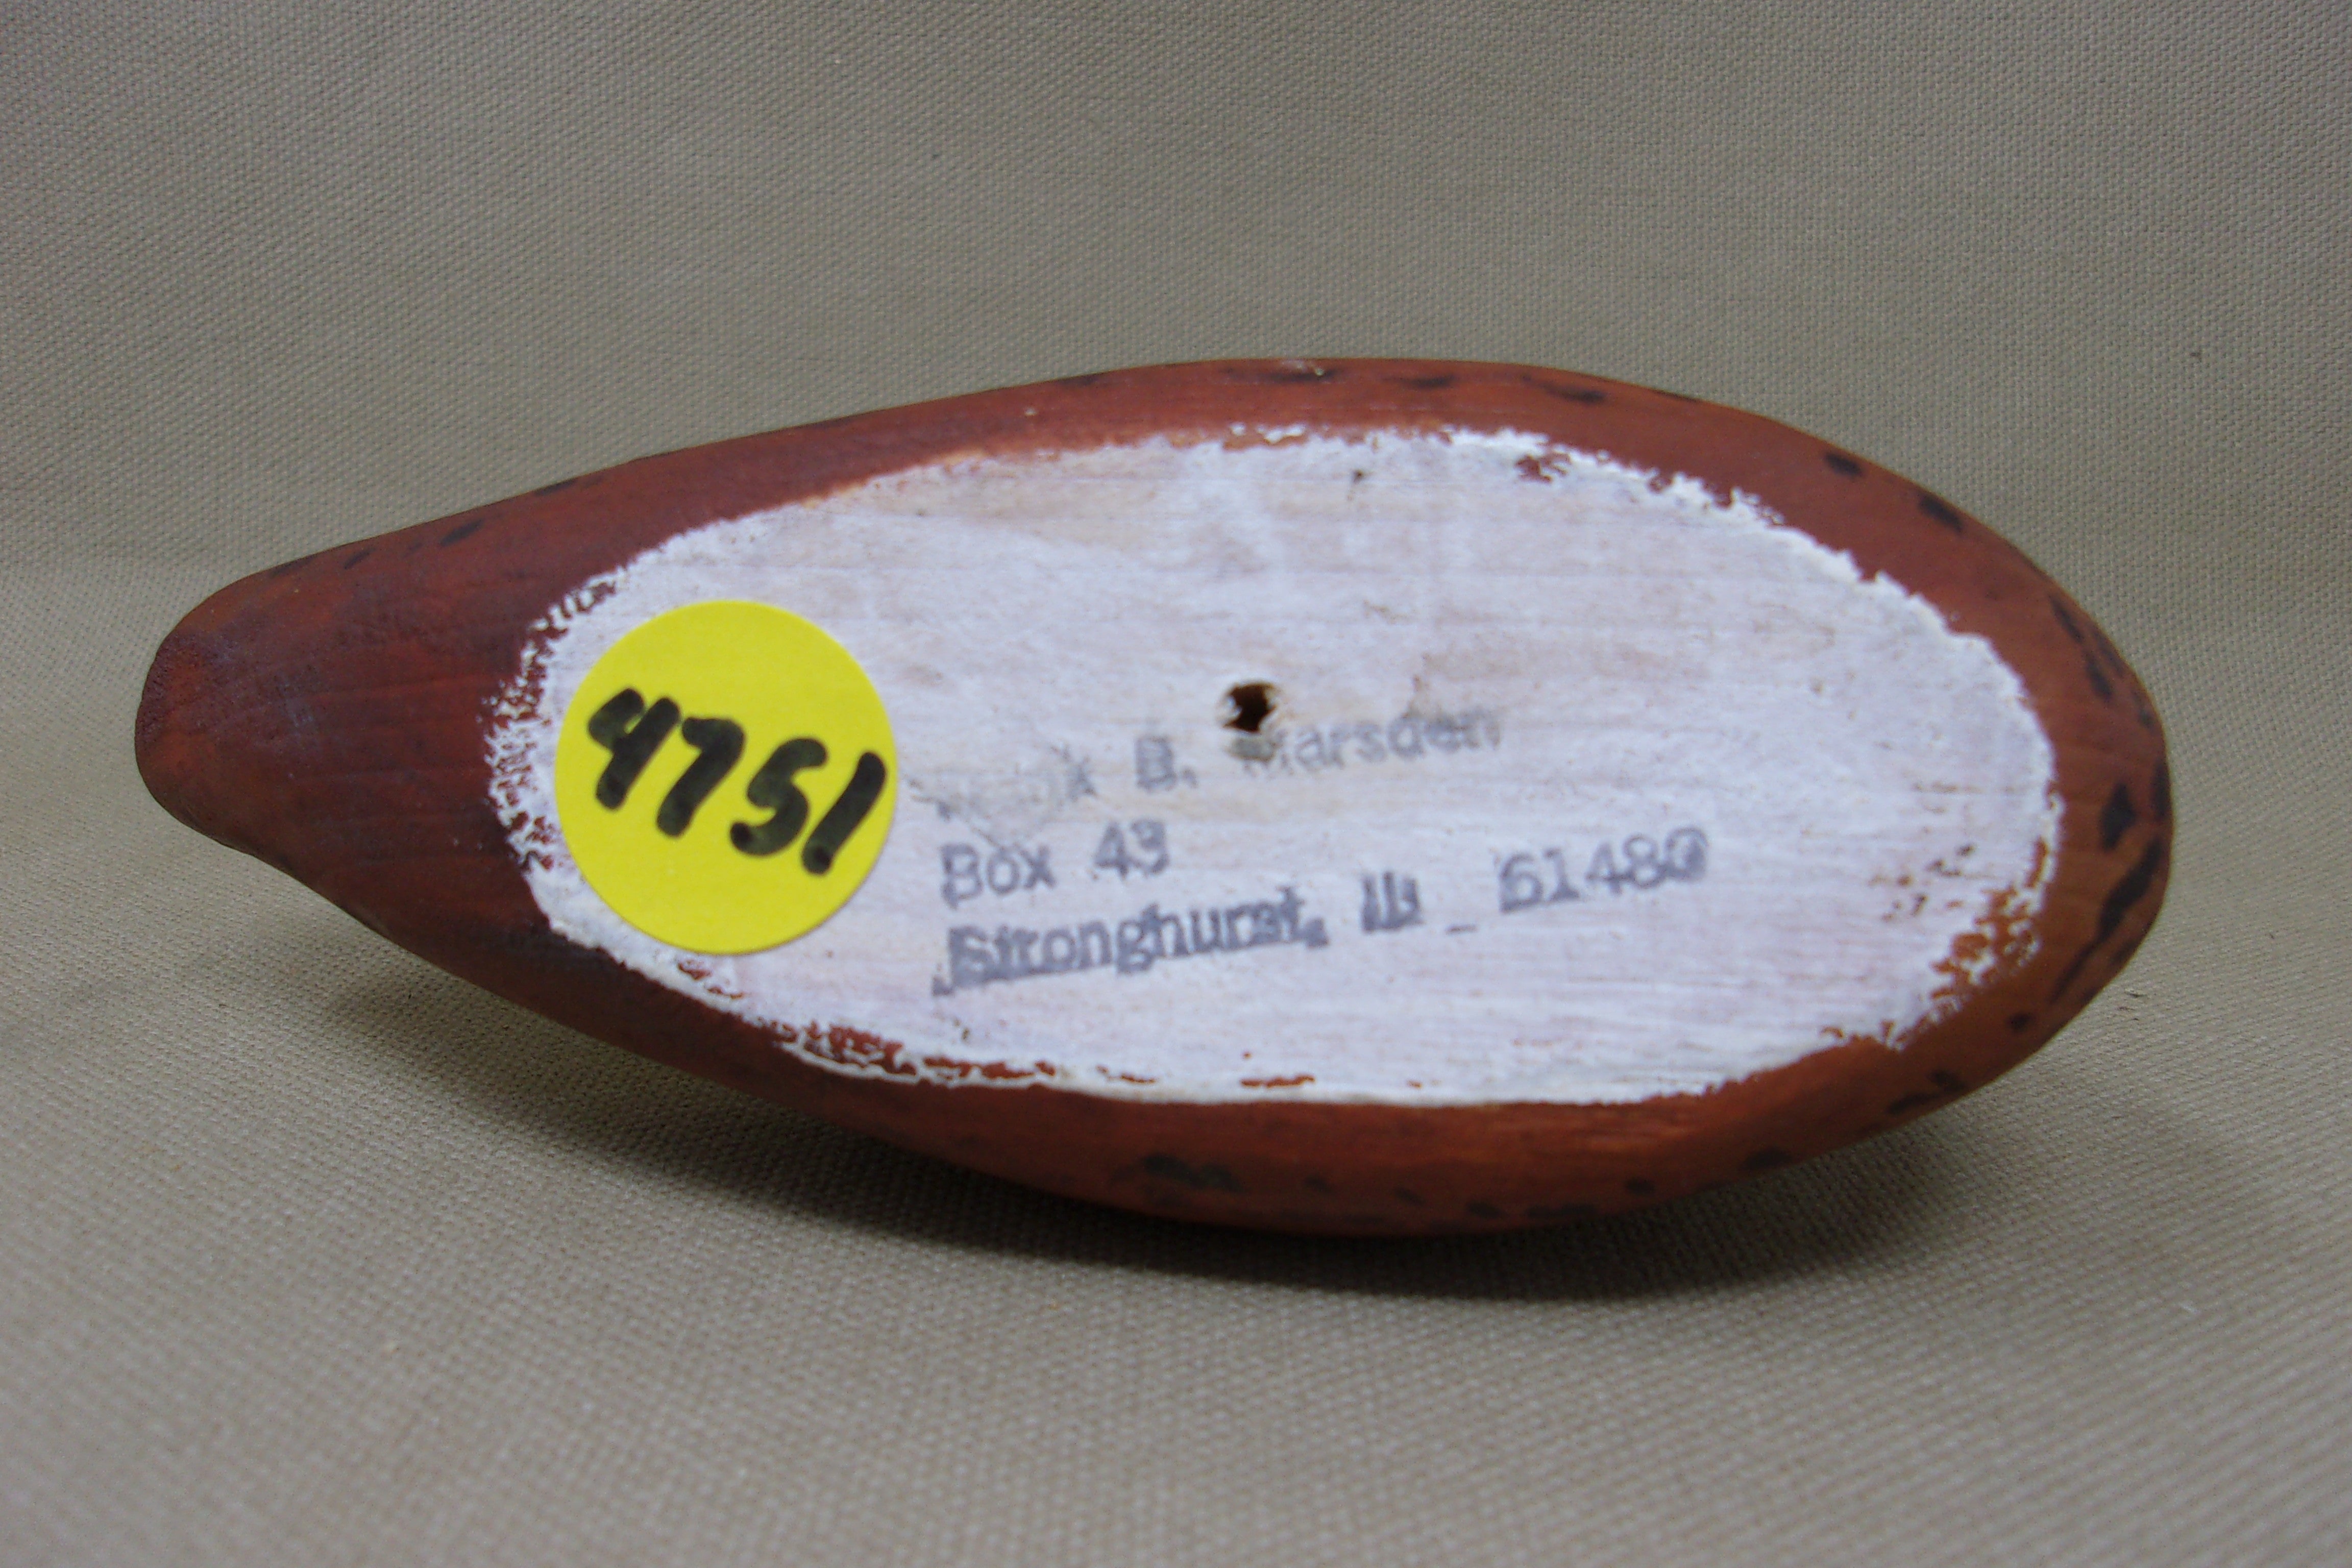 4751
B. Marsden
Box 43
Stronghurst, Ill. 61480